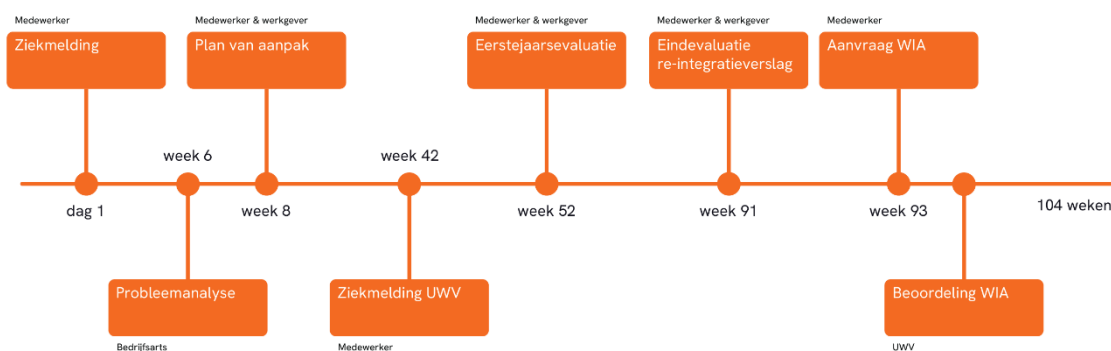 Medewerker
Ziekmelding
Medewerker & werkgever
Plan van aanpak
Medewerker & werkgever
Eerstejaarsevaluatie
Medewerker & werkgever
Eindevaluatie
re-integratieverslag
Medewerker
Aanvraag WIA
week 6
week 42
dag 1
week 8
week 52
week 91
week 93
104 weken
Probleemanalyse
Bedrijfsarts
Ziekmelding UWV
Medewerker
Beoordeling WIA
UWV